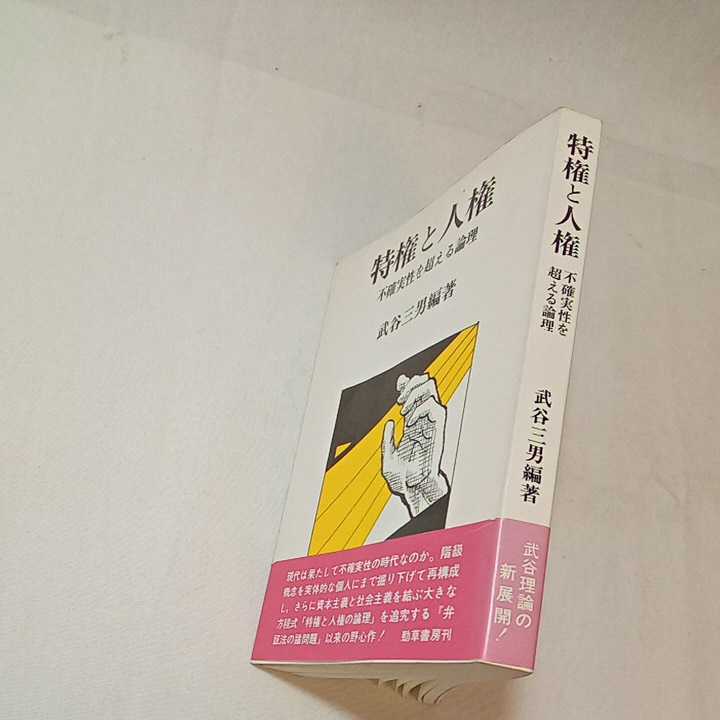 特権と人権
不確実性を超える論理
武谷三男編著
現代は果たして不確実性の時代なのか。階級
概念を実体的な個人にまで掘り下げて再構成
し、さらに資本主義と社会主義を結ぶ大きな
方程式「特権と人権の論理」を追究する『弁
証法の諸問題』以来の野心作！ 勁草書房刊
特権と人権
不確実性を
超える論理
武谷三男編著
武谷理論の
新展開！